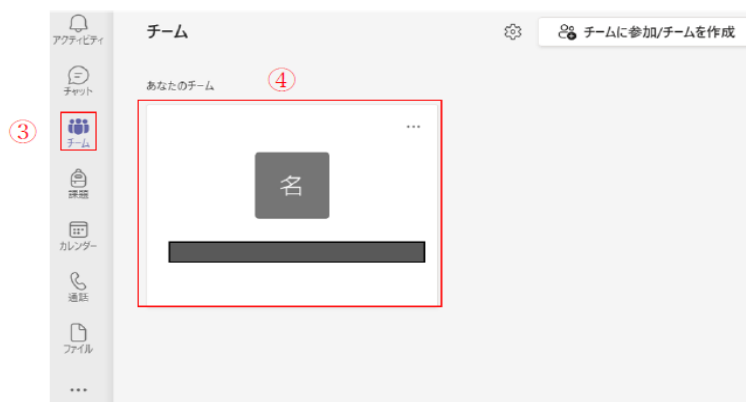 アクティビティ
チーム
チームに参加/チームを作成
チャット
あなたのチーム
④
③
チーム
名
課題
カレンダー
通話
ファイル